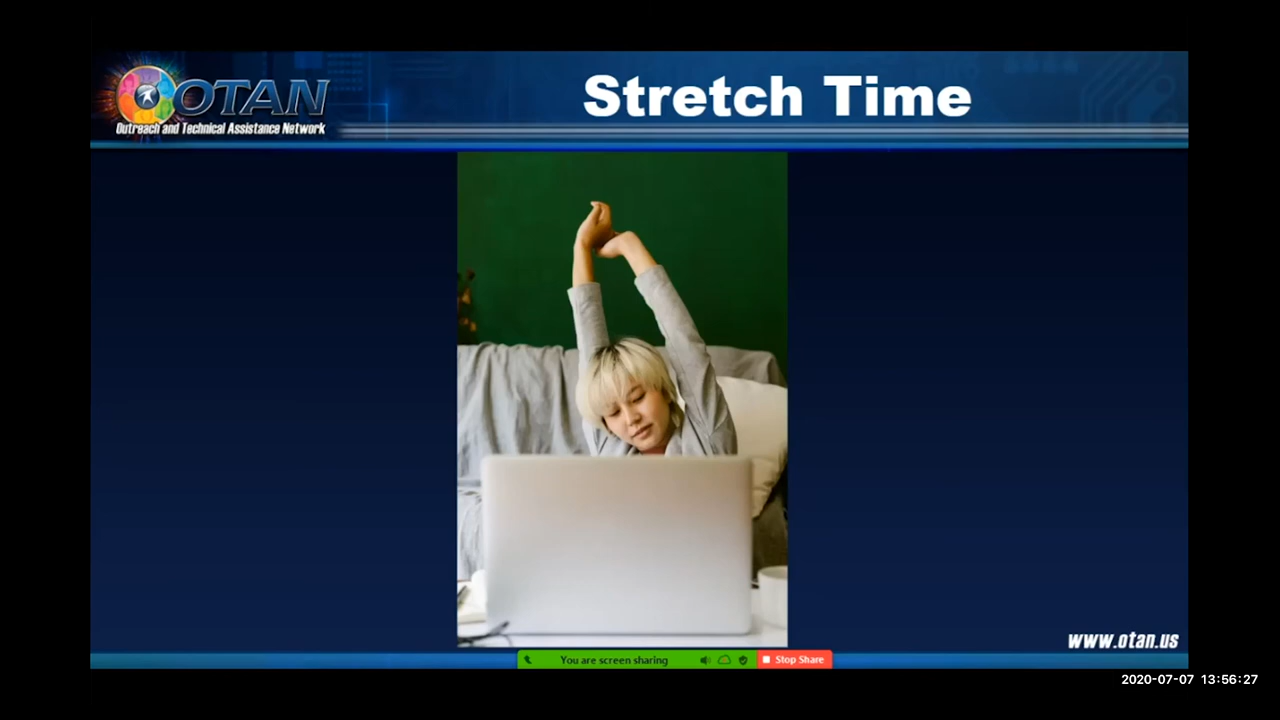 OTAN
Outreach and Technical Assistance Network
Stretch Time
www.otan.us
You are screen sharing
Stop Share
2020-07-07 13:56:27